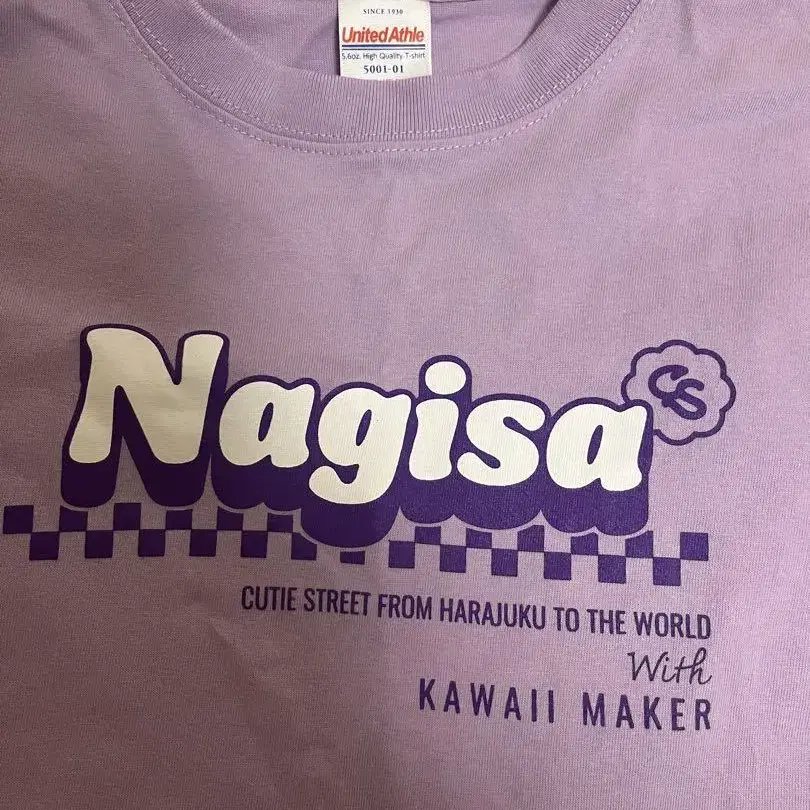 SINCE 1930
United Athle
5.6oz. High Quality T-shirt
5001-01
Nagisa
CS
CUTIE STREET FROM HARAJUKU TO THE WORLD
With
KAWAII MAKER